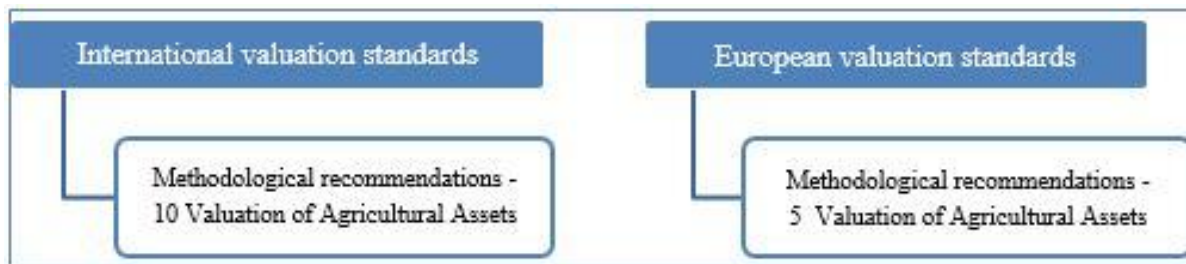 International valuation standards
Methodological recommendations -
10 Valuation of Agricultural Assets
European valuation standards
Methodological recommendations -
5 Valuation of Agricultural Assets